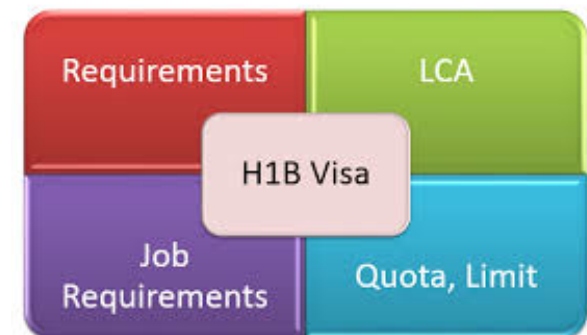 Requirements
LCA
H1B Visa
Job
Requirements
Quota, Limit